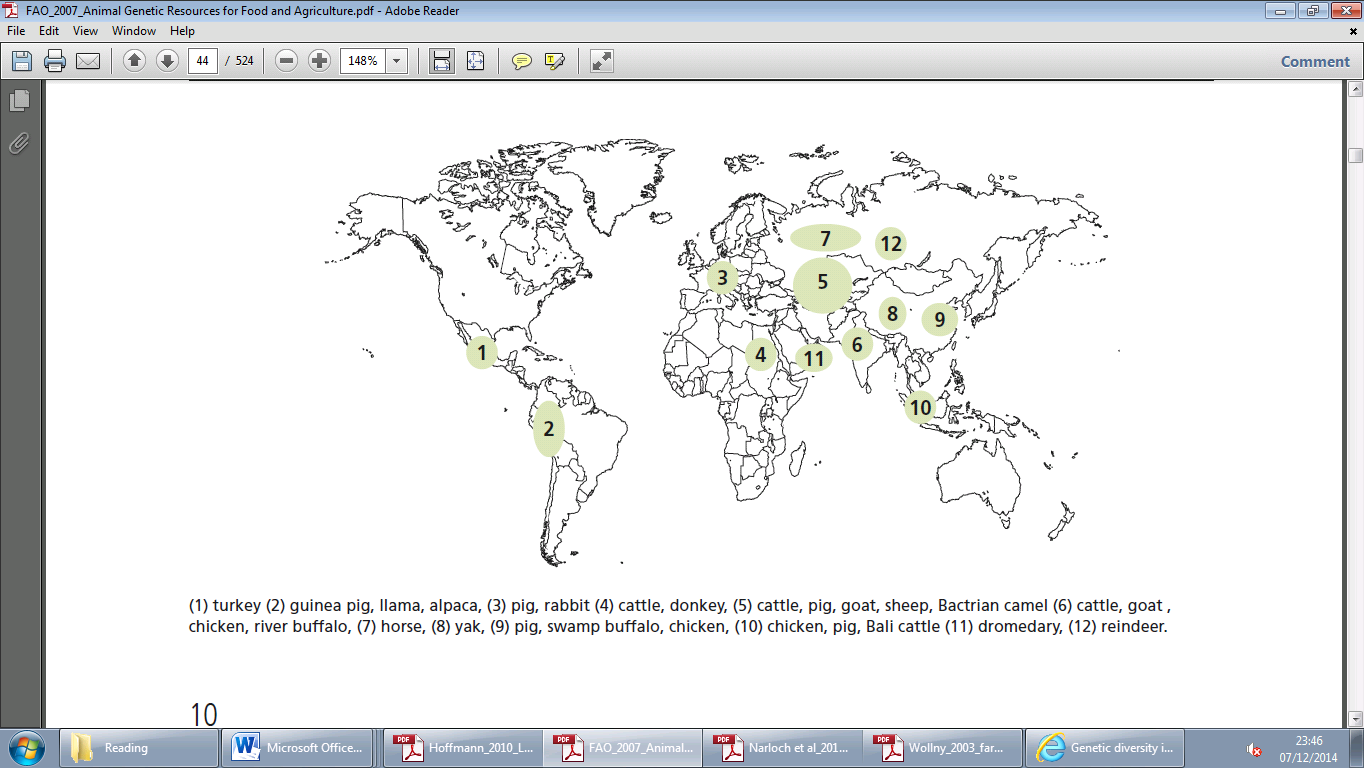 FAO_2007_Animal Genetic Resources for Food and Agriculture.pdf - Adobe Reader
File Edit View Window Help
44 / 524 148% Comment
7
12
3
5
8
9
1
4
11
6
10
2
(1) turkey (2) guinea pig, llama, alpaca, (3) pig, rabbit (4) cattle, donkey, (5) cattle, pig, goat, sheep, Bactrian camel (6) cattle, goat ,
chicken, river buffalo, (7) horse, (8) yak, (9) pig, swamp buffalo, chicken, (10) chicken, pig, Bali cattle (11) dromedary, (12) reindeer.
10
Reading Microsoft Office... Hoffmann_2010_L... FAO_2007_Animal... Narloch et al_201... Wollny_2003_far... Genetic diversity i... 23:46
07/12/2014